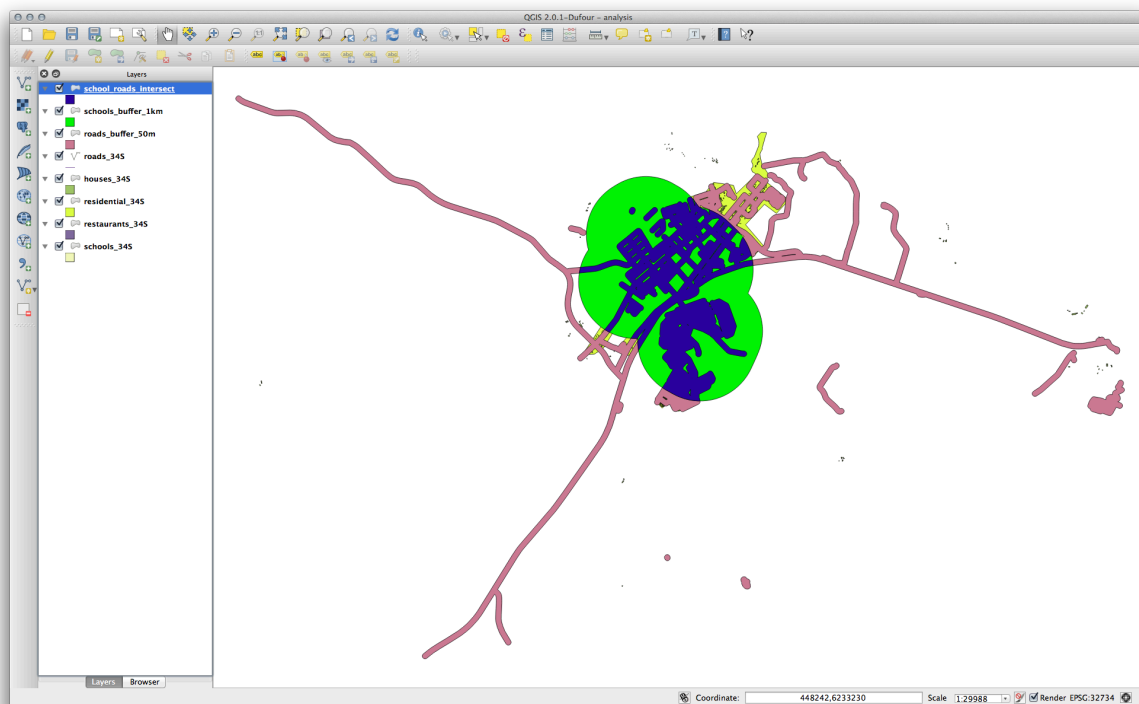 QGIS 2.0.1-Dufour - analysis
Layers
school_roads_intersect
schools_buffer_1km
roads_buffer_50m
roads_34S
houses_34S
residential_34S
restaurants_34S
schools_34S
Layers Browser
Coordinate: 448242,6233230 Scale 1:29988 Render EPSG:32734